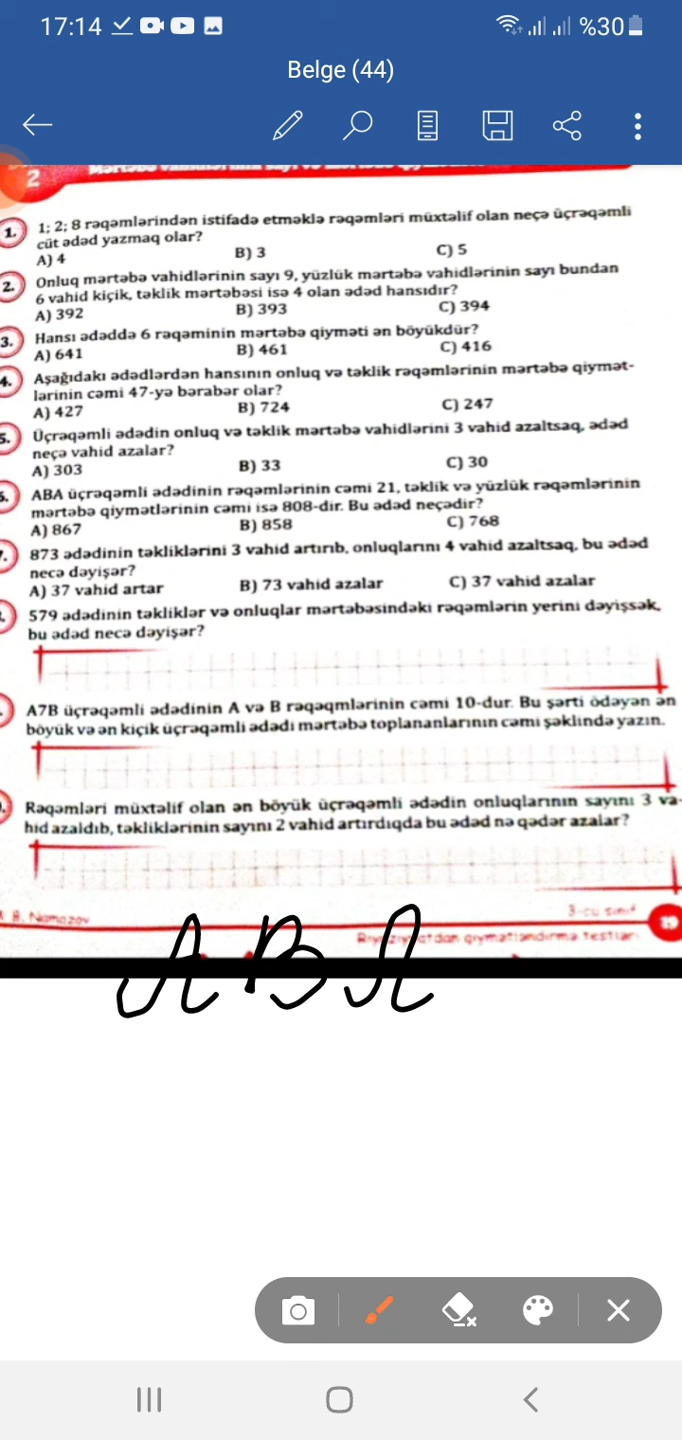 17:14
%30
Belge (44)
2
1. 1; 2; 8 rəqəmlərindən istifadə etməklə rəqəmləri müxtəlif olan neçə üçrəqəmli
cüt ədəd yazmaq olar?
A) 4 B) 3 C) 5
2. Onluq mərtəbə vahidlərinin sayı 9, yüzlük mərtəbə vahidlərinin sayı bundan
6 vahid kiçik, təklik mərtəbəsi isə 4 olan ədəd hansıdır?
A) 392 B) 393 C) 394
3. Hansı ədəddə 6 rəqəminin mərtəbə qiyməti ən böyükdür?
A) 641 B) 461 C) 416
4. Aşağıdakı ədədlərdən hansının onluq və təklik rəqəmlərinin mərtəbə qiymət-
lərinin cəmi 47-yə bərabər olar?
A) 427 B) 724 C) 247
5. Üçrəqəmli ədədin onluq və təklik mərtəbə vahidlərini 3 vahid azaltsaq, ədəd
neçə vahid azalar?
A) 303 B) 33 C) 30
ABA üçrəqəmli ədədinin rəqəmlərinin cəmi 21, təklik və yüzlük rəqəmlərinin
mərtəbə qiymətlərinin cəmi isə 808-dir. Bu ədəd neçədir?
A) 867 B) 858 C) 768
873 ədədinin təkliklərini 3 vahid artırıb, onluqlarını 4 vahid azaltsaq, bu ədəd
necə dəyişər?
A) 37 vahid artar B) 73 vahid azalar C) 37 vahid azalar
579 ədədinin təkliklər və onluqlar mərtəbəsindəki rəqəmlərin yerini dəyişsək,
bu ədəd necə dəyişər?
A7B üçrəqəmli ədədinin A və B rəqəqmlərinin cəmi 10-dur. Bu şərti ödəyən ən
böyük və ən kiçik üçrəqəmli ədədi mərtəbə toplananlarının cəmi şəklində yazın.
Rəqəmləri müxtəlif olan ən böyük üçrəqəmli ədədin onluqlarının sayını 3 va-
hid azaldıb, təkliklərinin sayını 2 vahid artırdıqda bu ədəd nə qədər azalar?
B. Namazov
3-cü sinif
19
qiymətləndirmə testləri
ABA